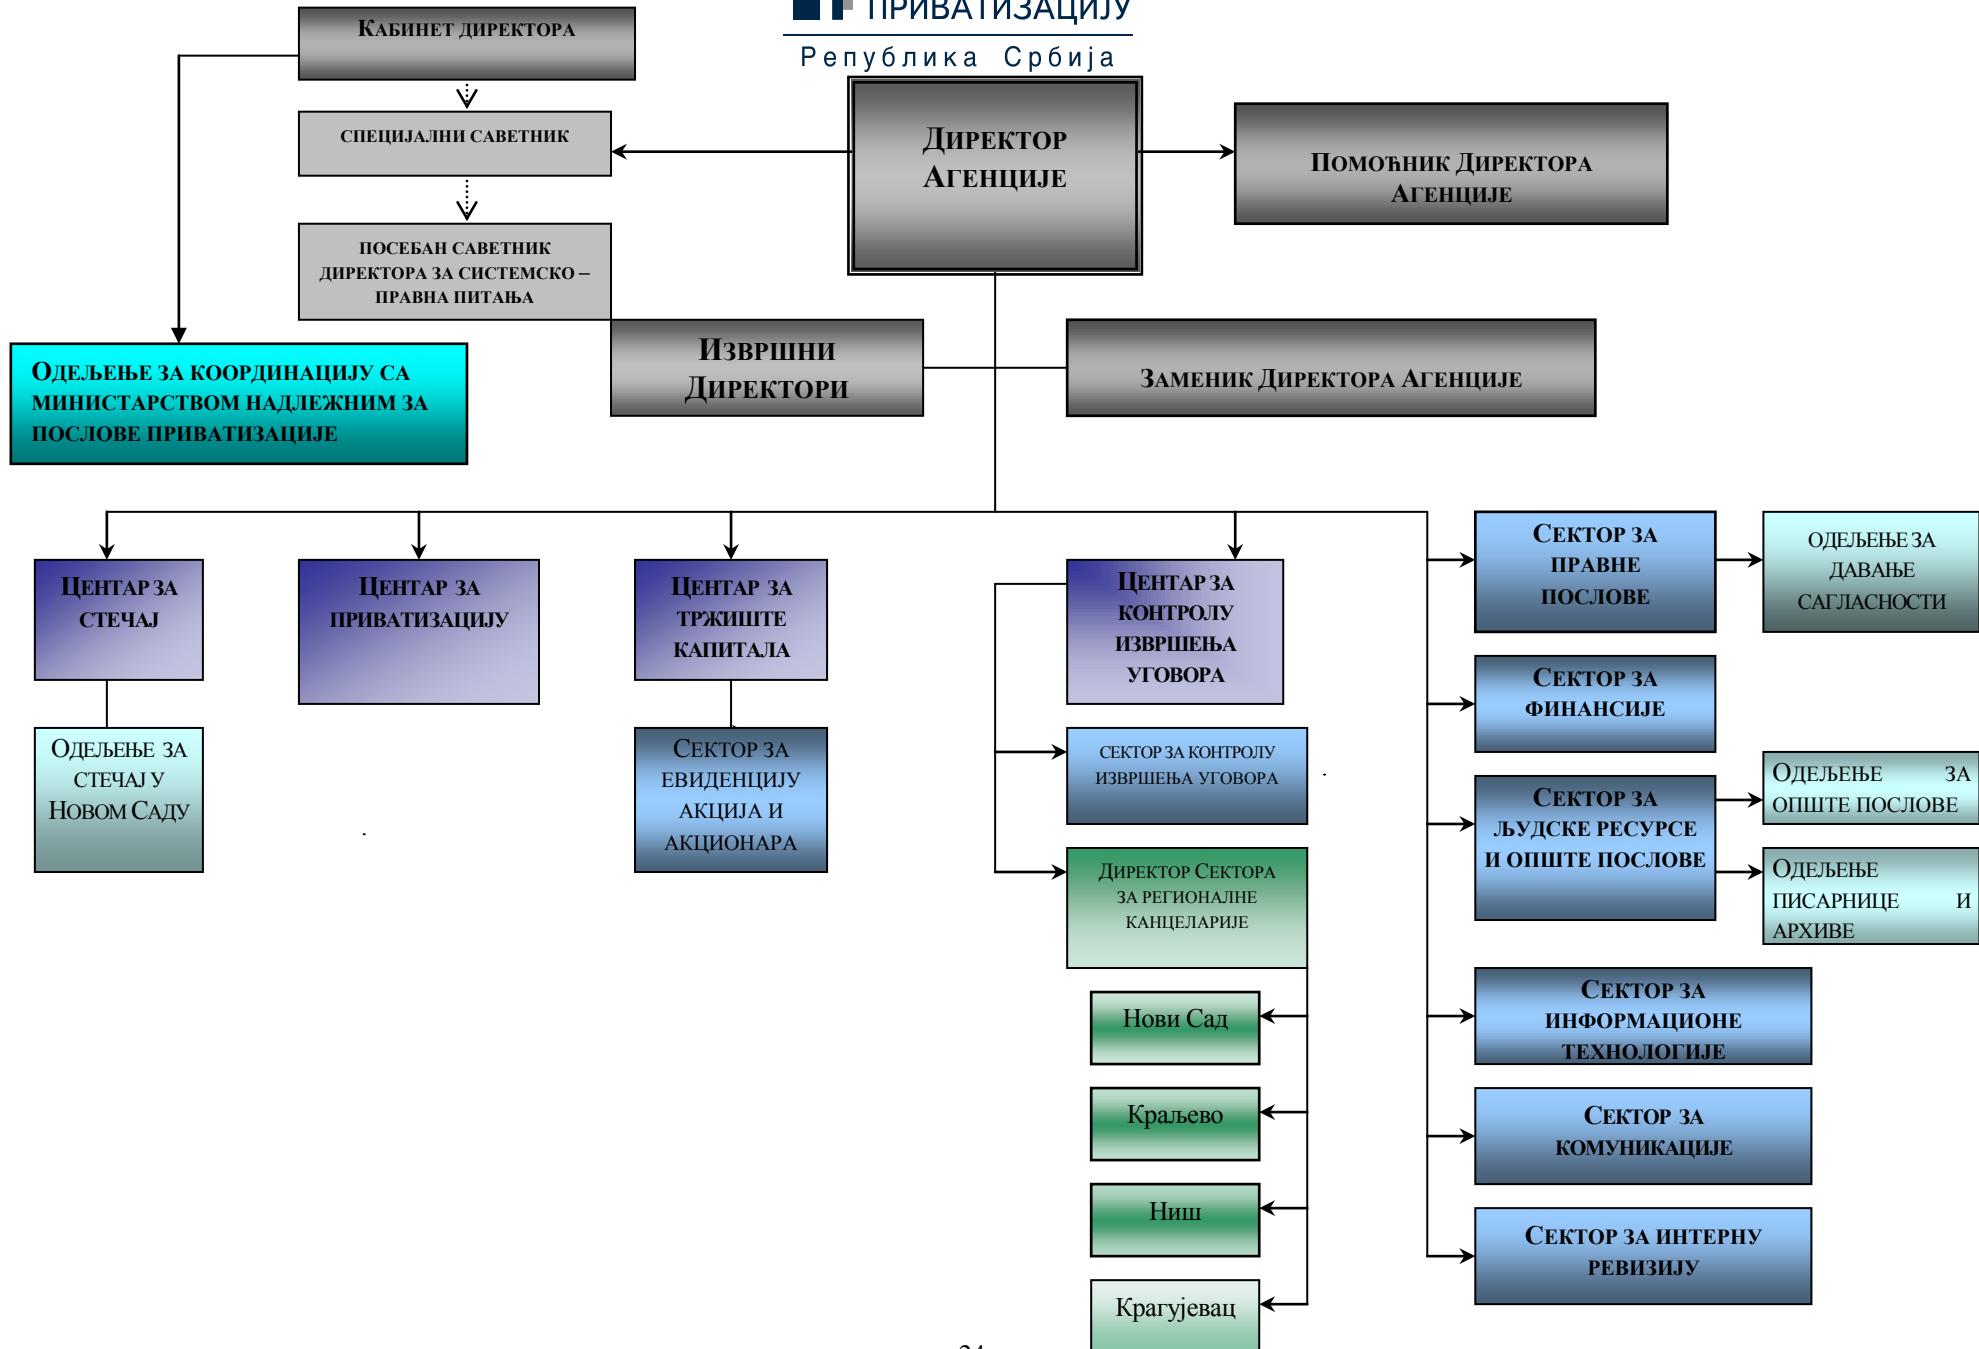 ПРИВАТИЗАЦИЈУ
Република Србија
КАБИНЕТ ДИРЕКТОРА
СПЕЦИЈАЛНИ САВЕТНИК
ПОСЕБАН САВЕТНИК
ДИРЕКТОРА ЗА СИСТЕМСКО –
ПРАВНА ПИТАЊА
ДИРЕКТОР
АГЕНЦИЈЕ
ПОМОЋНИК ДИРЕКТОРА
АГЕНЦИЈЕ
ИЗВРШНИ
ДИРЕКТОРИ
ЗАМЕНИК ДИРЕКТОРА АГЕНЦИЈЕ
ОДЕЉЕЊЕ ЗА КООРДИНАЦИЈУ СА
МИНИСТАРСТВОМ НАДЛЕЖНИМ ЗА
ПОСЛОВЕ ПРИВАТИЗАЦИЈЕ
ЦЕНТАР ЗА
СТЕЧАЈ
ЦЕНТАР ЗА
ПРИВАТИЗАЦИЈУ
ЦЕНТАР ЗА
ТРЖИШТЕ
КАПИТАЛА
ЦЕНТАР ЗА
КОНТРОЛУ
ИЗВРШЕЊА
УГОВОРА
СЕКТОР ЗА
ПРАВНЕ
ПОСЛОВЕ
ОДЕЉЕЊЕ ЗА
ДАВАЊЕ
САГЛАСНОСТИ
СЕКТОР ЗА
ФИНАНСИЈЕ
ОДЕЉЕЊЕ ЗА
СТЕЧАЈ У
НОВОМ САДУ
СЕКТОР ЗА
ЕВИДЕНЦИЈУ
АКЦИЈА И
АКЦИОНАРА
СЕКТОР ЗА КОНТРОЛУ
ИЗВРШЕЊА УГОВОРА
СЕКТОР ЗА
ЉУДСКЕ РЕСУРСЕ
И ОПШТЕ ПОСЛОВЕ
ОДЕЉЕЊЕ ЗА
ОПШТЕ ПОСЛОВЕ
ОДЕЉЕЊЕ
ПИСАРНИЦЕ И
АРХИВЕ
ДИРЕКТОР СЕКТОРА
ЗА РЕГИОНАЛНЕ
КАНЦЕЛАРИЈЕ
Нови Сад
Краљево
Ниш
Крагујевац
СЕКТОР ЗА
ИНФОРМАЦИОНЕ
ТЕХНОЛОГИЈЕ
СЕКТОР ЗА
КОМУНИКАЦИЈЕ
СЕКТОР ЗА ИНТЕРНУ
РЕВИЗИЈУ